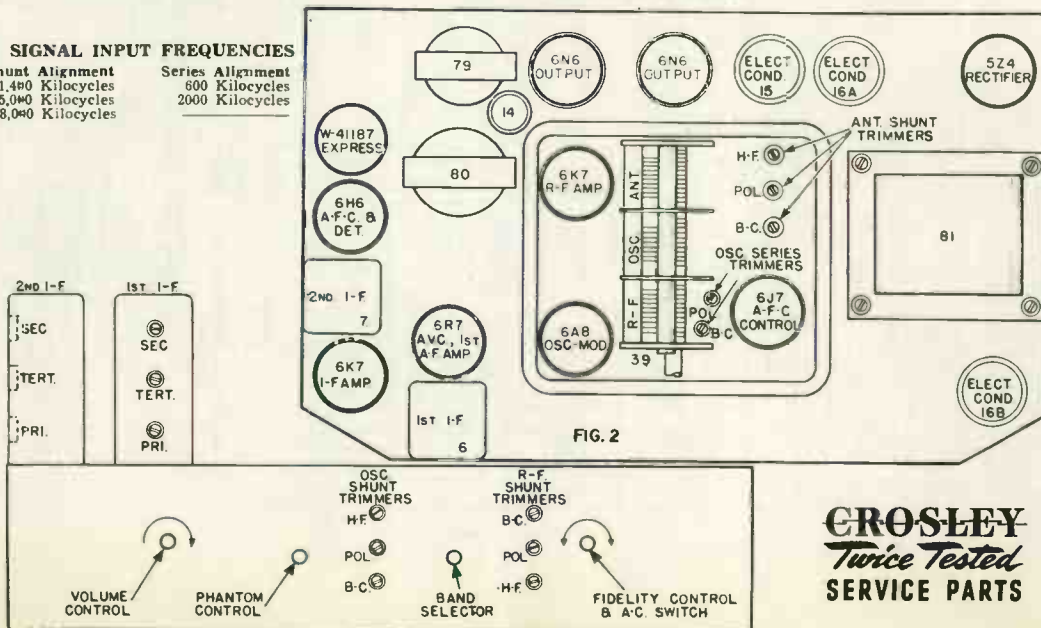 SIGNAL INPUT FREQUENCIES
Alignment Series Alignment
Kilocycles 600 Kilocycles
Kilocycles 2000 Kilocycles
Kilocycles
79
6N6
OUTPUT
6N6
OUTPUT
ELECT
COND.
15
ELECT
COND
16A
5Z4
RECTIFIER
14
W-41187
EXPRESS
80
6K7
R-F AMP.
ANT.
OSC
R-F
39
ANT. SHUNT
TRIMMERS
H-F.
POL.
B-C.
OSC SERIES
TRIMMERS
POL
B-C
6J7
A-F-C
CONTROL
81
6H6
A-F-C. &
DET.
2ND. I-F
7
6R7
A.V.C., 1ST
A-F AMP.
6A8
OSC-MOD.
6K7
I-F AMP.
1ST I-F
6
ELECT
COND
16B
FIG. 2
2ND I-F
SEC
TERT.
PRI.
1ST. I-F
SEC
TERT.
PRI.
OSC
SHUNT
TRIMMERS
H-F.
POL
B-C.
R-F.
SHUNT
TRIMMERS
B-C.
POL
H-F.
VOLUME
CONTROL
PHANTOM
CONTROL
BAND
SELECTOR
FIDELITY CONTROL
& A-C. SWITCH
CROSLEY
Twice Tested
SERVICE PARTS